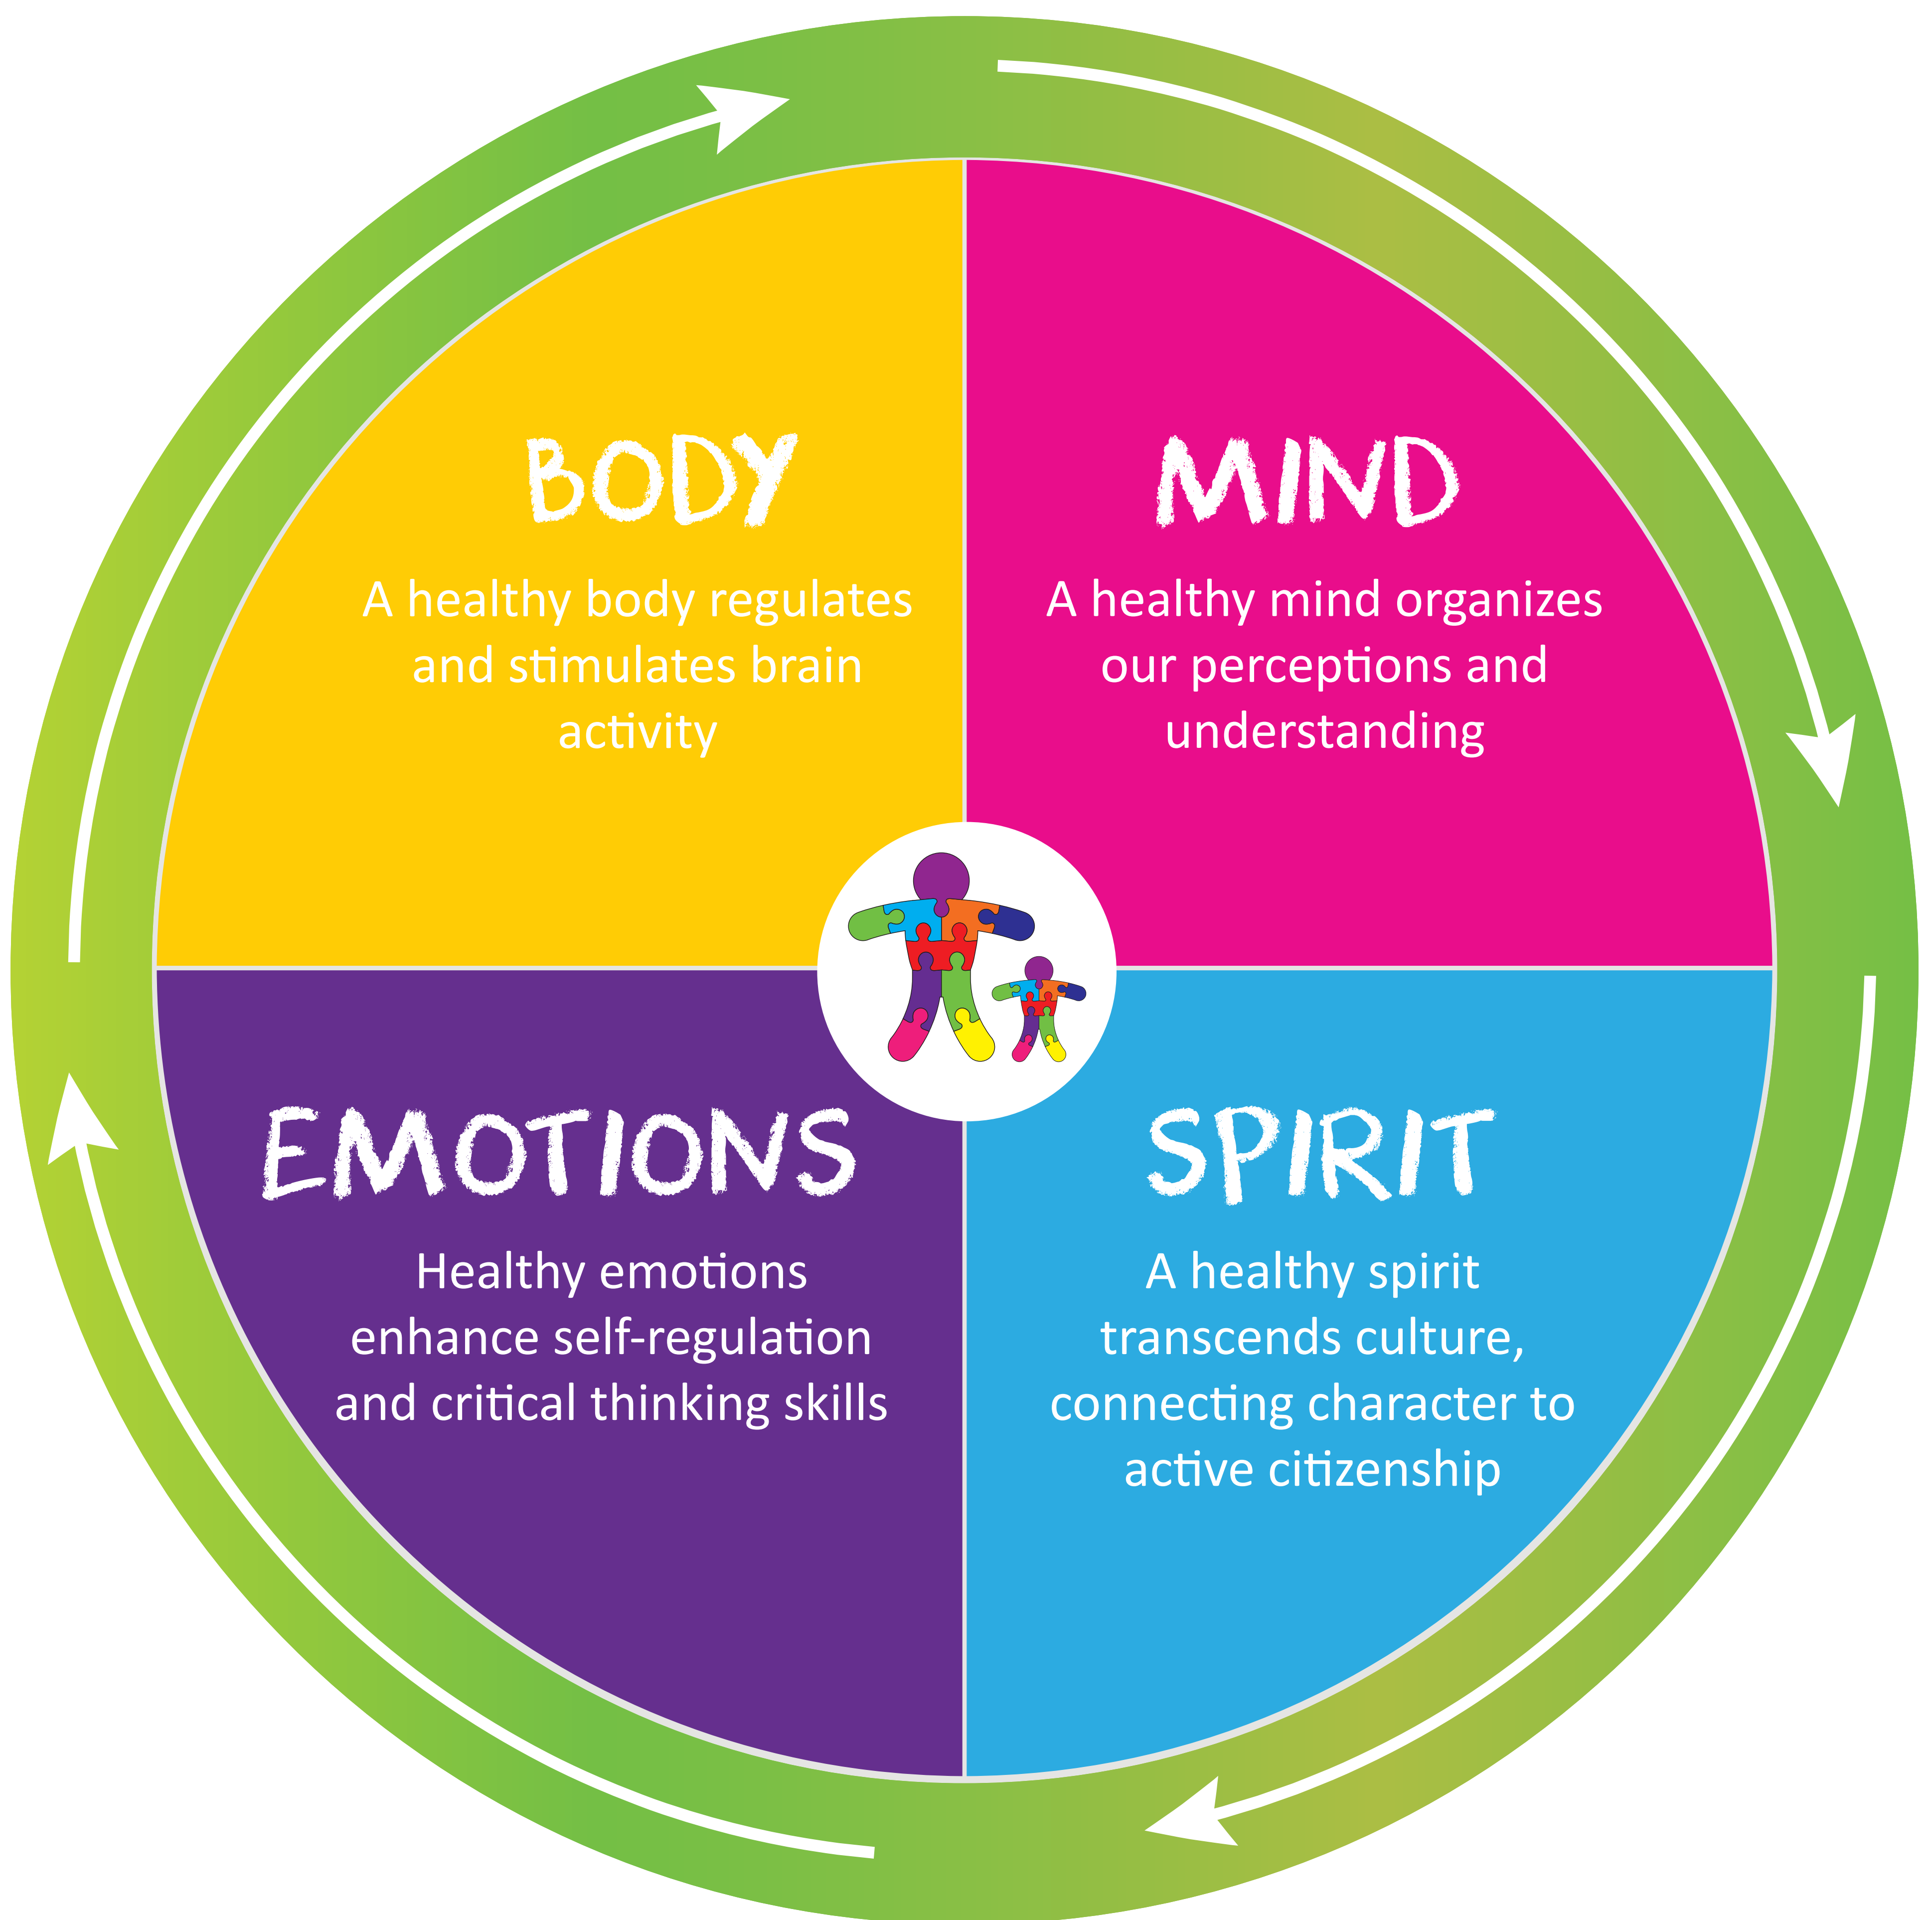 BODY
A healthy body regulates
and stimulates brain
activity
MIND
A healthy mind organizes
our perceptions and
understanding
EMOTIONS
Healthy emotions
enhance self-regulation
and critical thinking skills
SPIRIT
A healthy spirit
transcends culture,
connecting character to
active citizenship